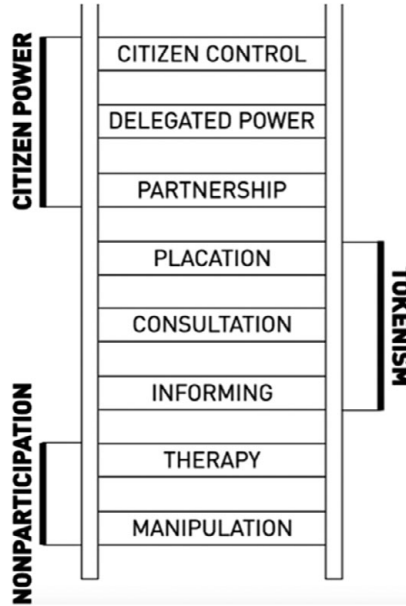 CITIZEN POWER
CITIZEN CONTROL
DELEGATED POWER
PARTNERSHIP
TOKENISM
PLACATION
CONSULTATION
INFORMING
NONPARTICIPATION
THERAPY
MANIPULATION